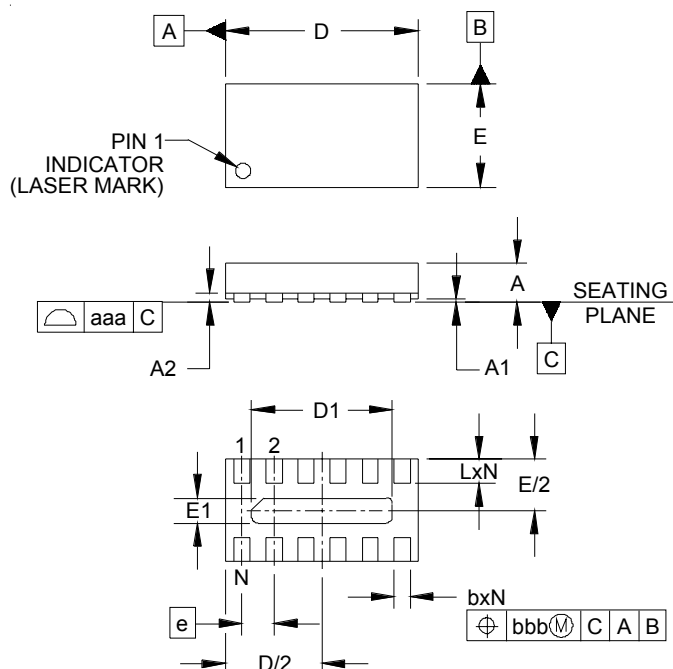 A
D
B
PIN 1
INDICATOR
(LASER MARK)
E
A
SEATING
PLANE
aaa C
A2
A1
C
D1
1 2
LxN
E/2
E1
N
bxN
e
bbb Ⓜ C A B
D/2